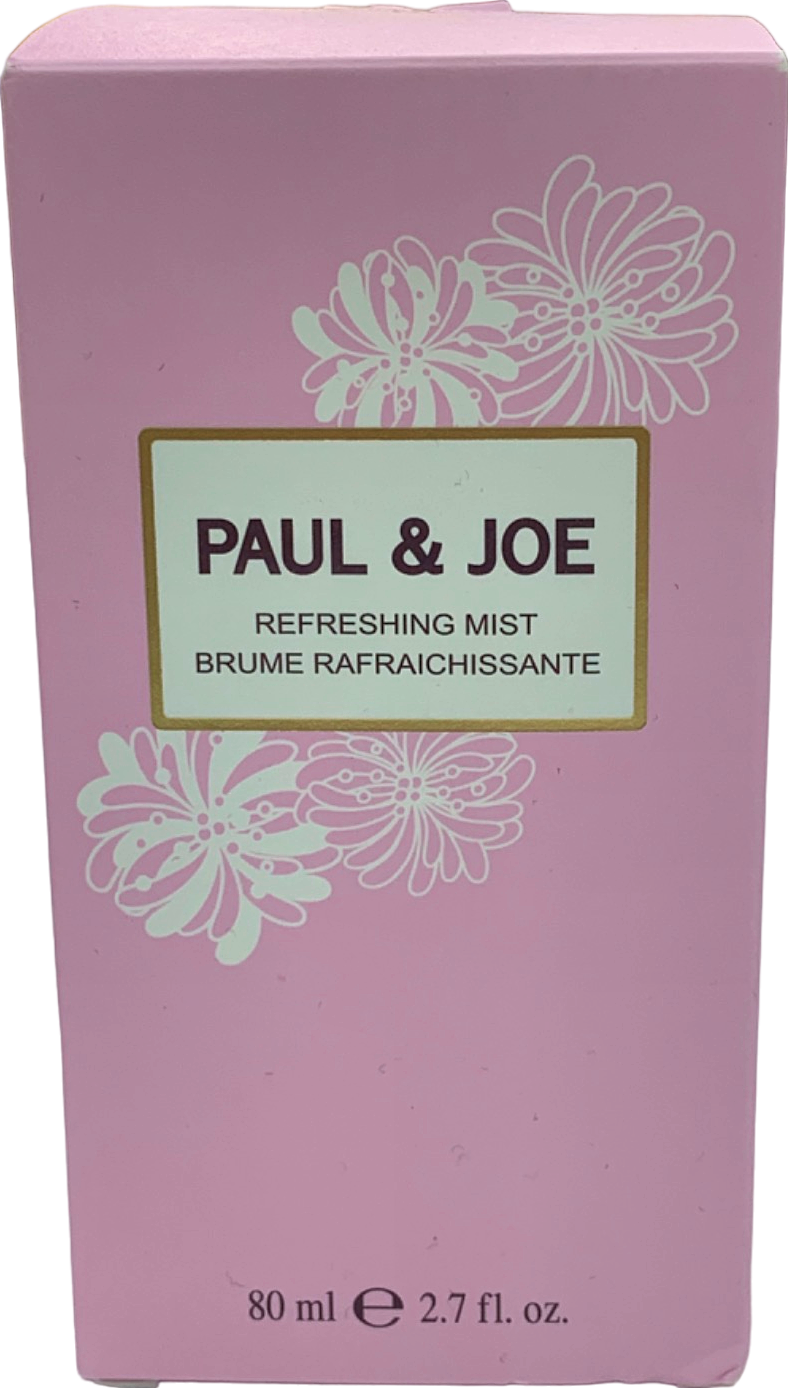 PAUL & JOE
REFRESHING MIST
BRUME RAFRAICHISSANTE
80 ml ℮ 2.7 fl. oz.